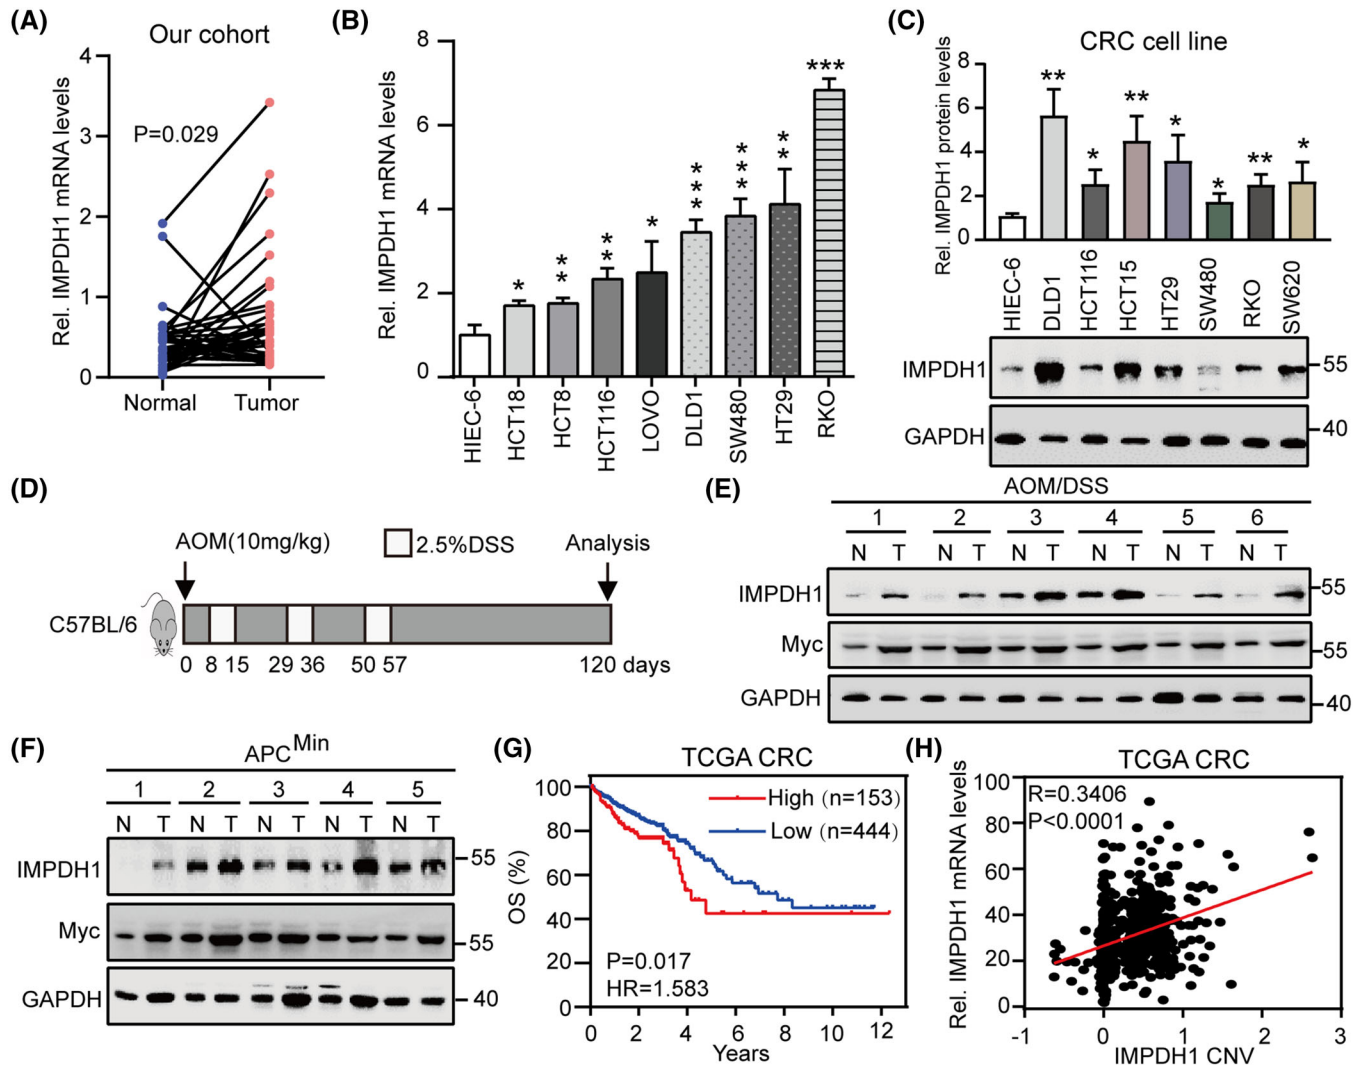 (A)
Our cohort
Rel. IMPDH1 mRNA levels
4
3
2
1
0
P=0.029
Normal Tumor
(B)
Rel. IMPDH1 mRNA levels
8
6
4
2
0
*
**
**
*
***
***
**
***
HIEC-6
HCT18
HCT8
HCT116
LOVO
DLD1
SW480
HT29
RKO
(C)
CRC cell line
Rel. IMPDH1 protein levels
8
6
4
2
0
**
*
**
*
*
**
*
HIEC-6
DLD1
HCT116
HCT15
HT29
SW480
RKO
SW620
IMPDH1
55
GAPDH
40
(D)
AOM(10mg/kg)
2.5%DSS
Analysis
C57BL/6
0 8 15 29 36 50 57 120 days
(E)
AOM/DSS
1 2 3 4 5 6
N T N T N T N T N T N T
IMPDH1
55
Myc
55
GAPDH
40
(F)
APC^Min
1 2 3 4 5
N T N T N T N T N T
IMPDH1
55
Myc
55
GAPDH
40
(G)
TCGA CRC
OS (%)
100
80
60
40
20
0
High (n=153)
Low (n=444)
P=0.017
HR=1.583
0 2 4 6 8 10 12
Years
(H)
TCGA CRC
Rel. IMPDH1 mRNA levels
100
80
60
40
20
0
R=0.3406
P<0.0001
-1 0 1 2 3
IMPDH1 CNV